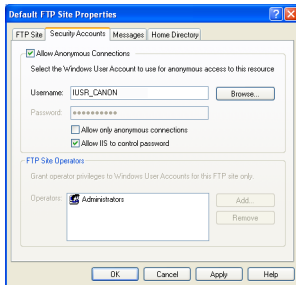 Default FTP Site Properties
FTP Site Security Accounts Messages Home Directory
Allow Anonymous Connections
Select the Windows User Account to use for anonymous access to this resource
Username: IUSR_CANON Browse...
Password: ●●●●●●●●●●
Allow only anonymous connections
Allow IIS to control password
FTP Site Operators
Grant operator privileges to Windows User Accounts for this FTP site only.
Operators: Administrators Add...
Remove
OK Cancel Apply Help